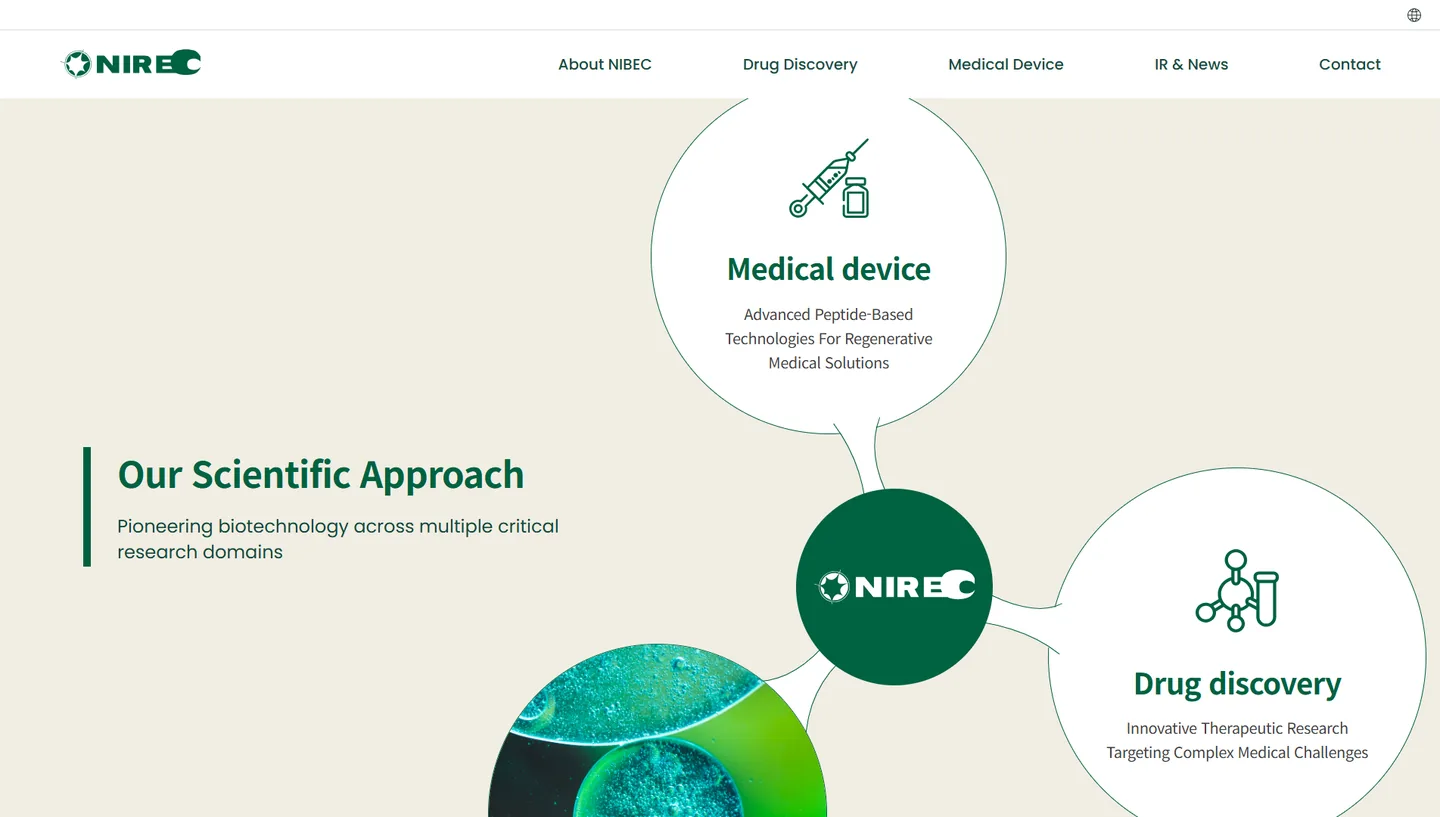 NIREC
About NIBEC
Drug Discovery
Medical Device
IR & News
Contact
Medical device
Advanced Peptide-Based
Technologies For Regenerative
Medical Solutions
Our Scientific Approach
Pioneering biotechnology across multiple critical
research domains
NIREC
Drug discovery
Innovative Therapeutic Research
Targeting Complex Medical Challenges